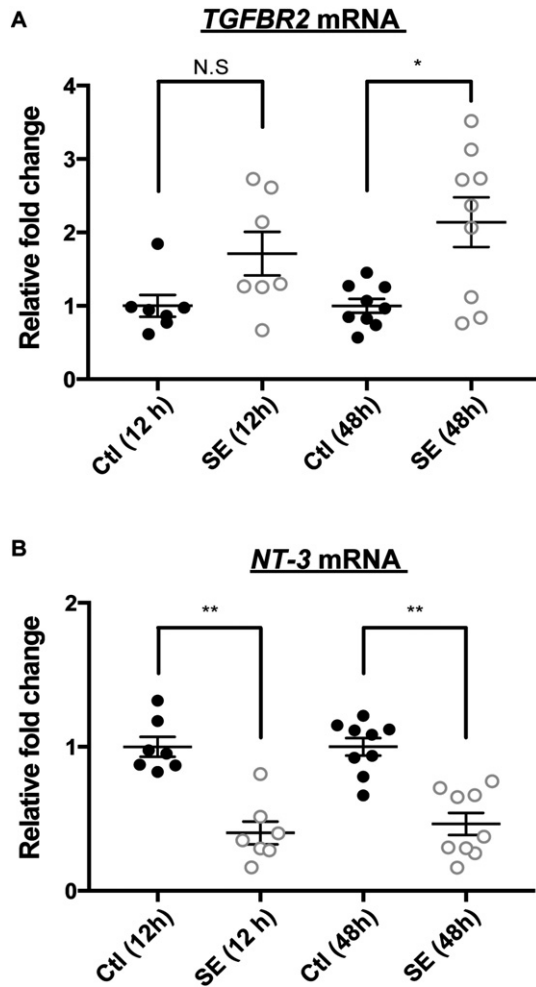 A
TGFBR2 mRNA
N.S
*
4
3
2
1
0
Relative fold change
Ctl (12 h)
SE (12h)
Ctl (48h)
SE (48h)
B
NT-3 mRNA
**
**
2
1
0
Relative fold change
Ctl (12h)
SE (12 h)
Ctl (48h)
SE (48h)